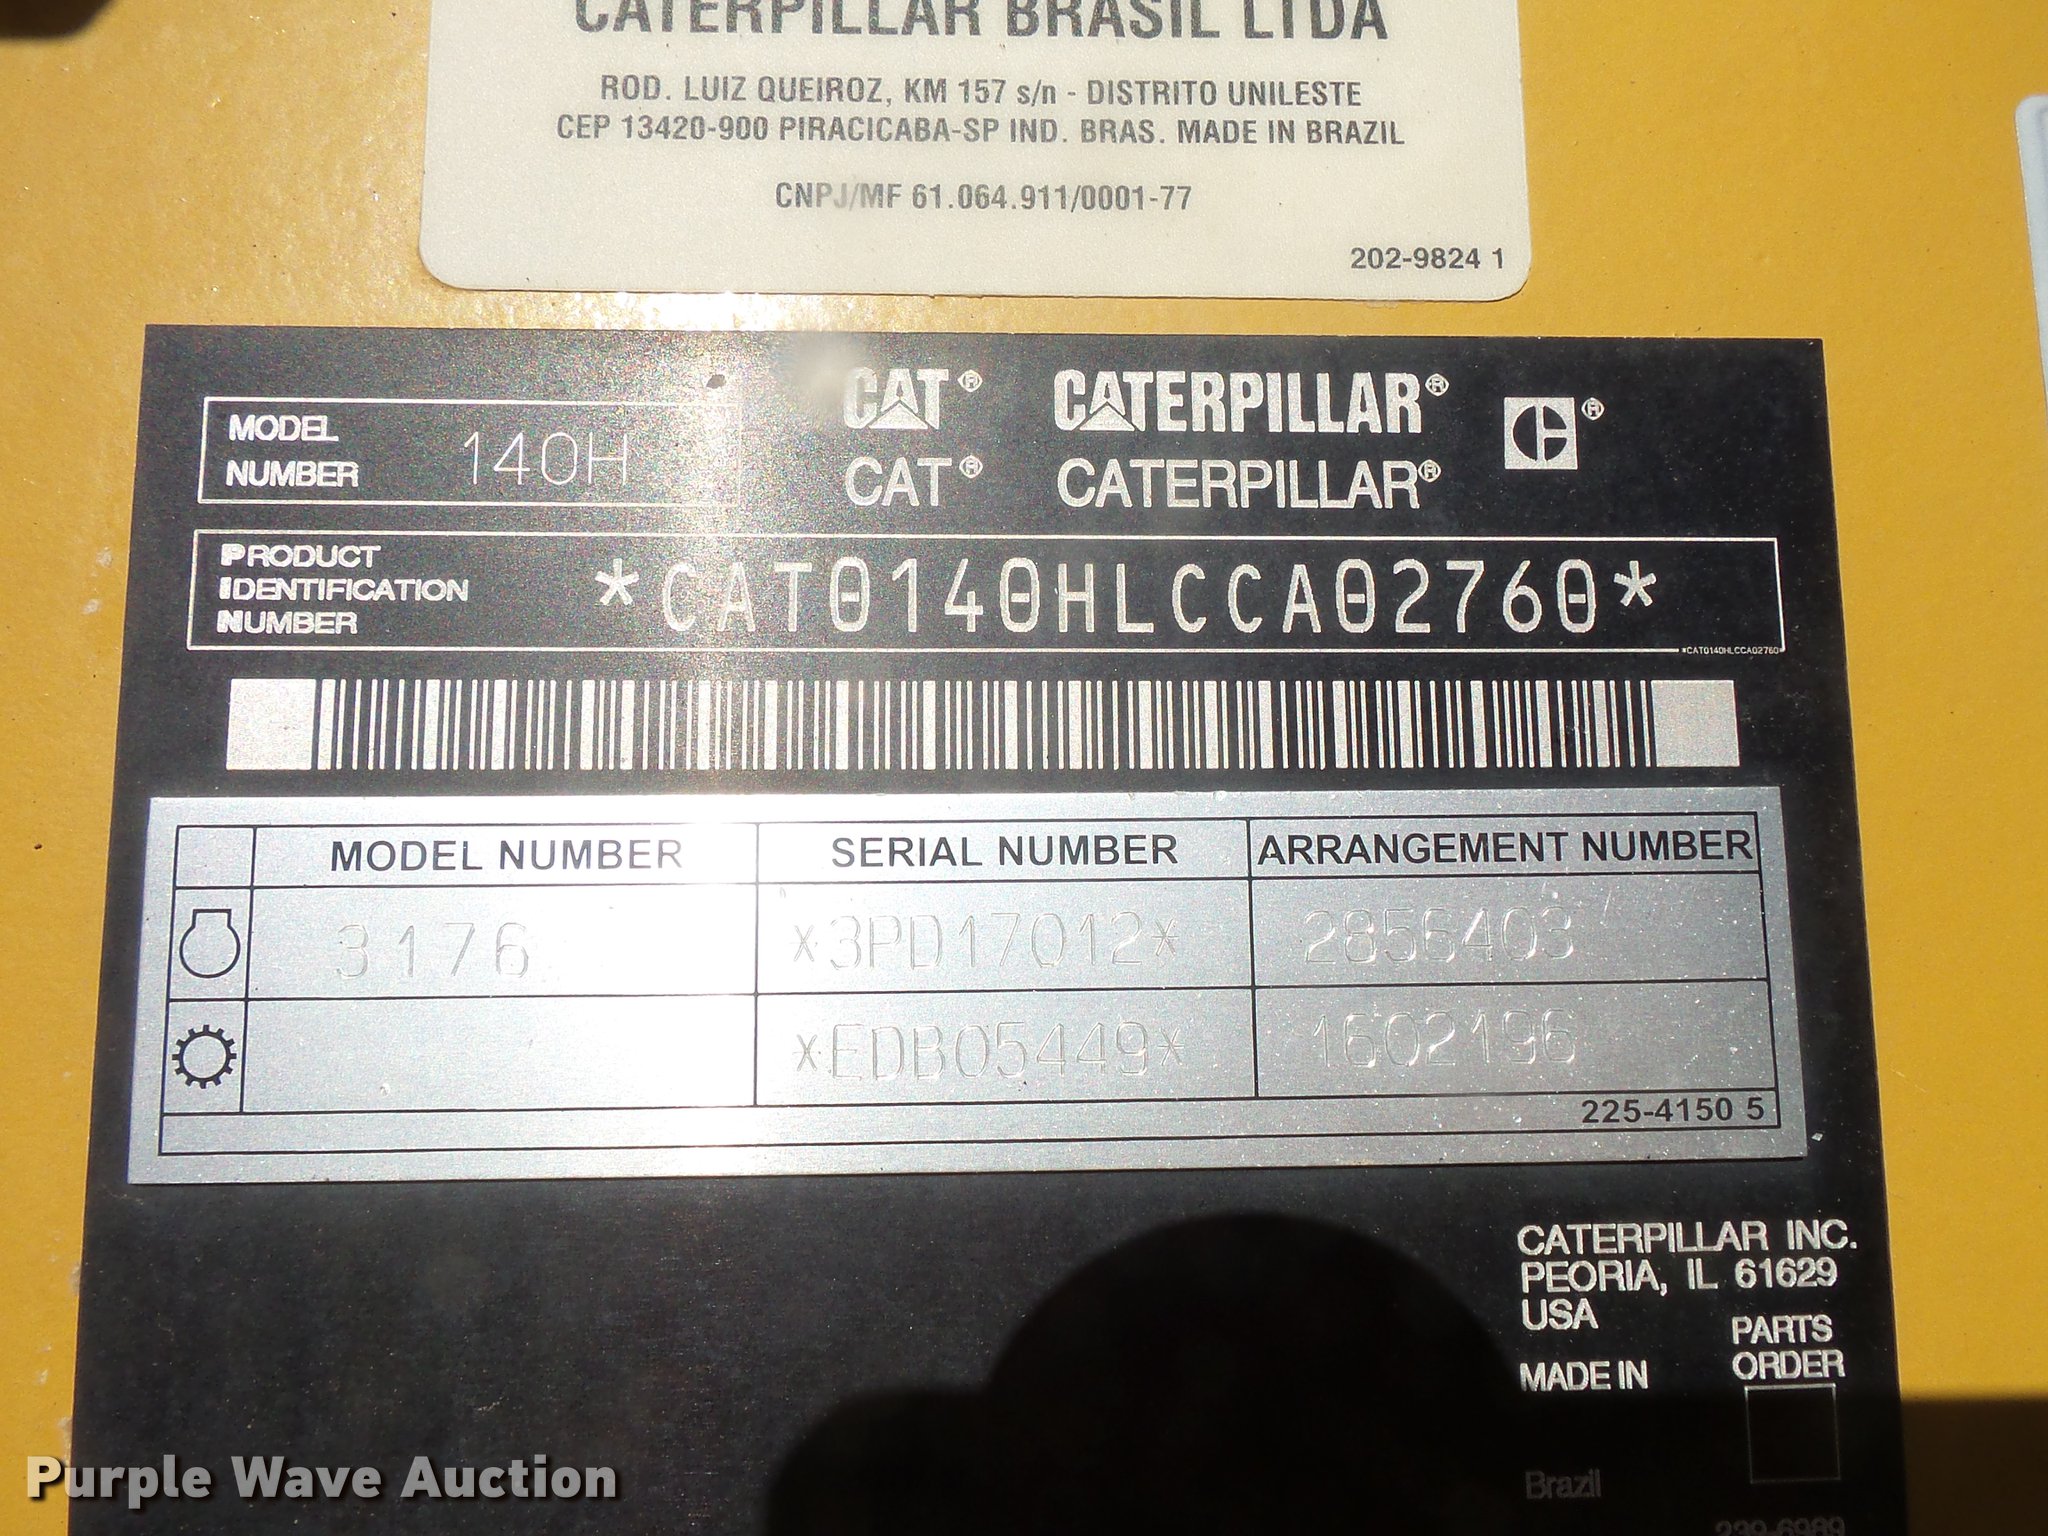 CATERPILLAR BRASIL LTDA
ROD. LUIZ QUEIROZ, KM 157 s/n - DISTRITO UNILESTE
CEP 13420-900 PIRACICABA-SP IND. BRAS. MADE IN BRAZIL
CNPJ/MF 61.064.911/0001-77
202-9824 1
MODEL NUMBER 140H
CAT® CATERPILLAR® ®
CAT® CATERPILLAR®
PRODUCT IDENTIFICATION NUMBER *CAT0140HLCCA02760*
*CAT0140HLCCA02760*
MODEL NUMBER SERIAL NUMBER ARRANGEMENT NUMBER
3176 *3PD17012* 2856403
*EDB05449* 1602196
225-4150 5
CATERPILLAR INC.
PEORIA, IL 61629
USA
PARTS ORDER
MADE IN
Brazil
239-6969
Purple Wave Auction